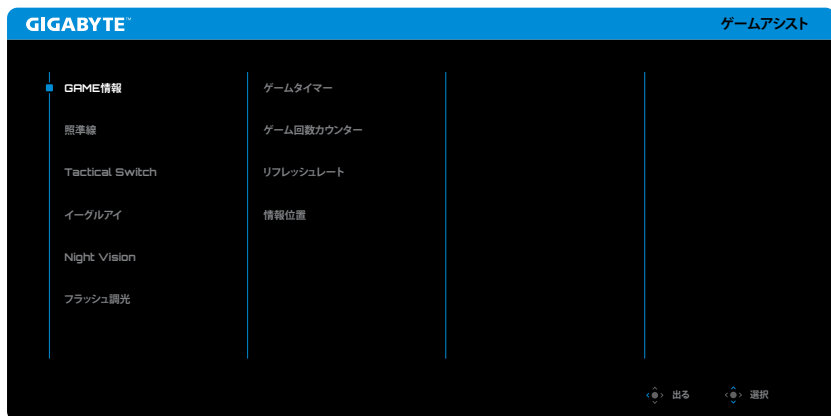 GIGABYTE™
ゲームアシスト
GAME情報
ゲームタイマー
照準線
ゲーム回数カウンター
Tactical Switch
リフレッシュレート
イーグルアイ
情報位置
Night Vision
フラッシュ調光
出る
選択